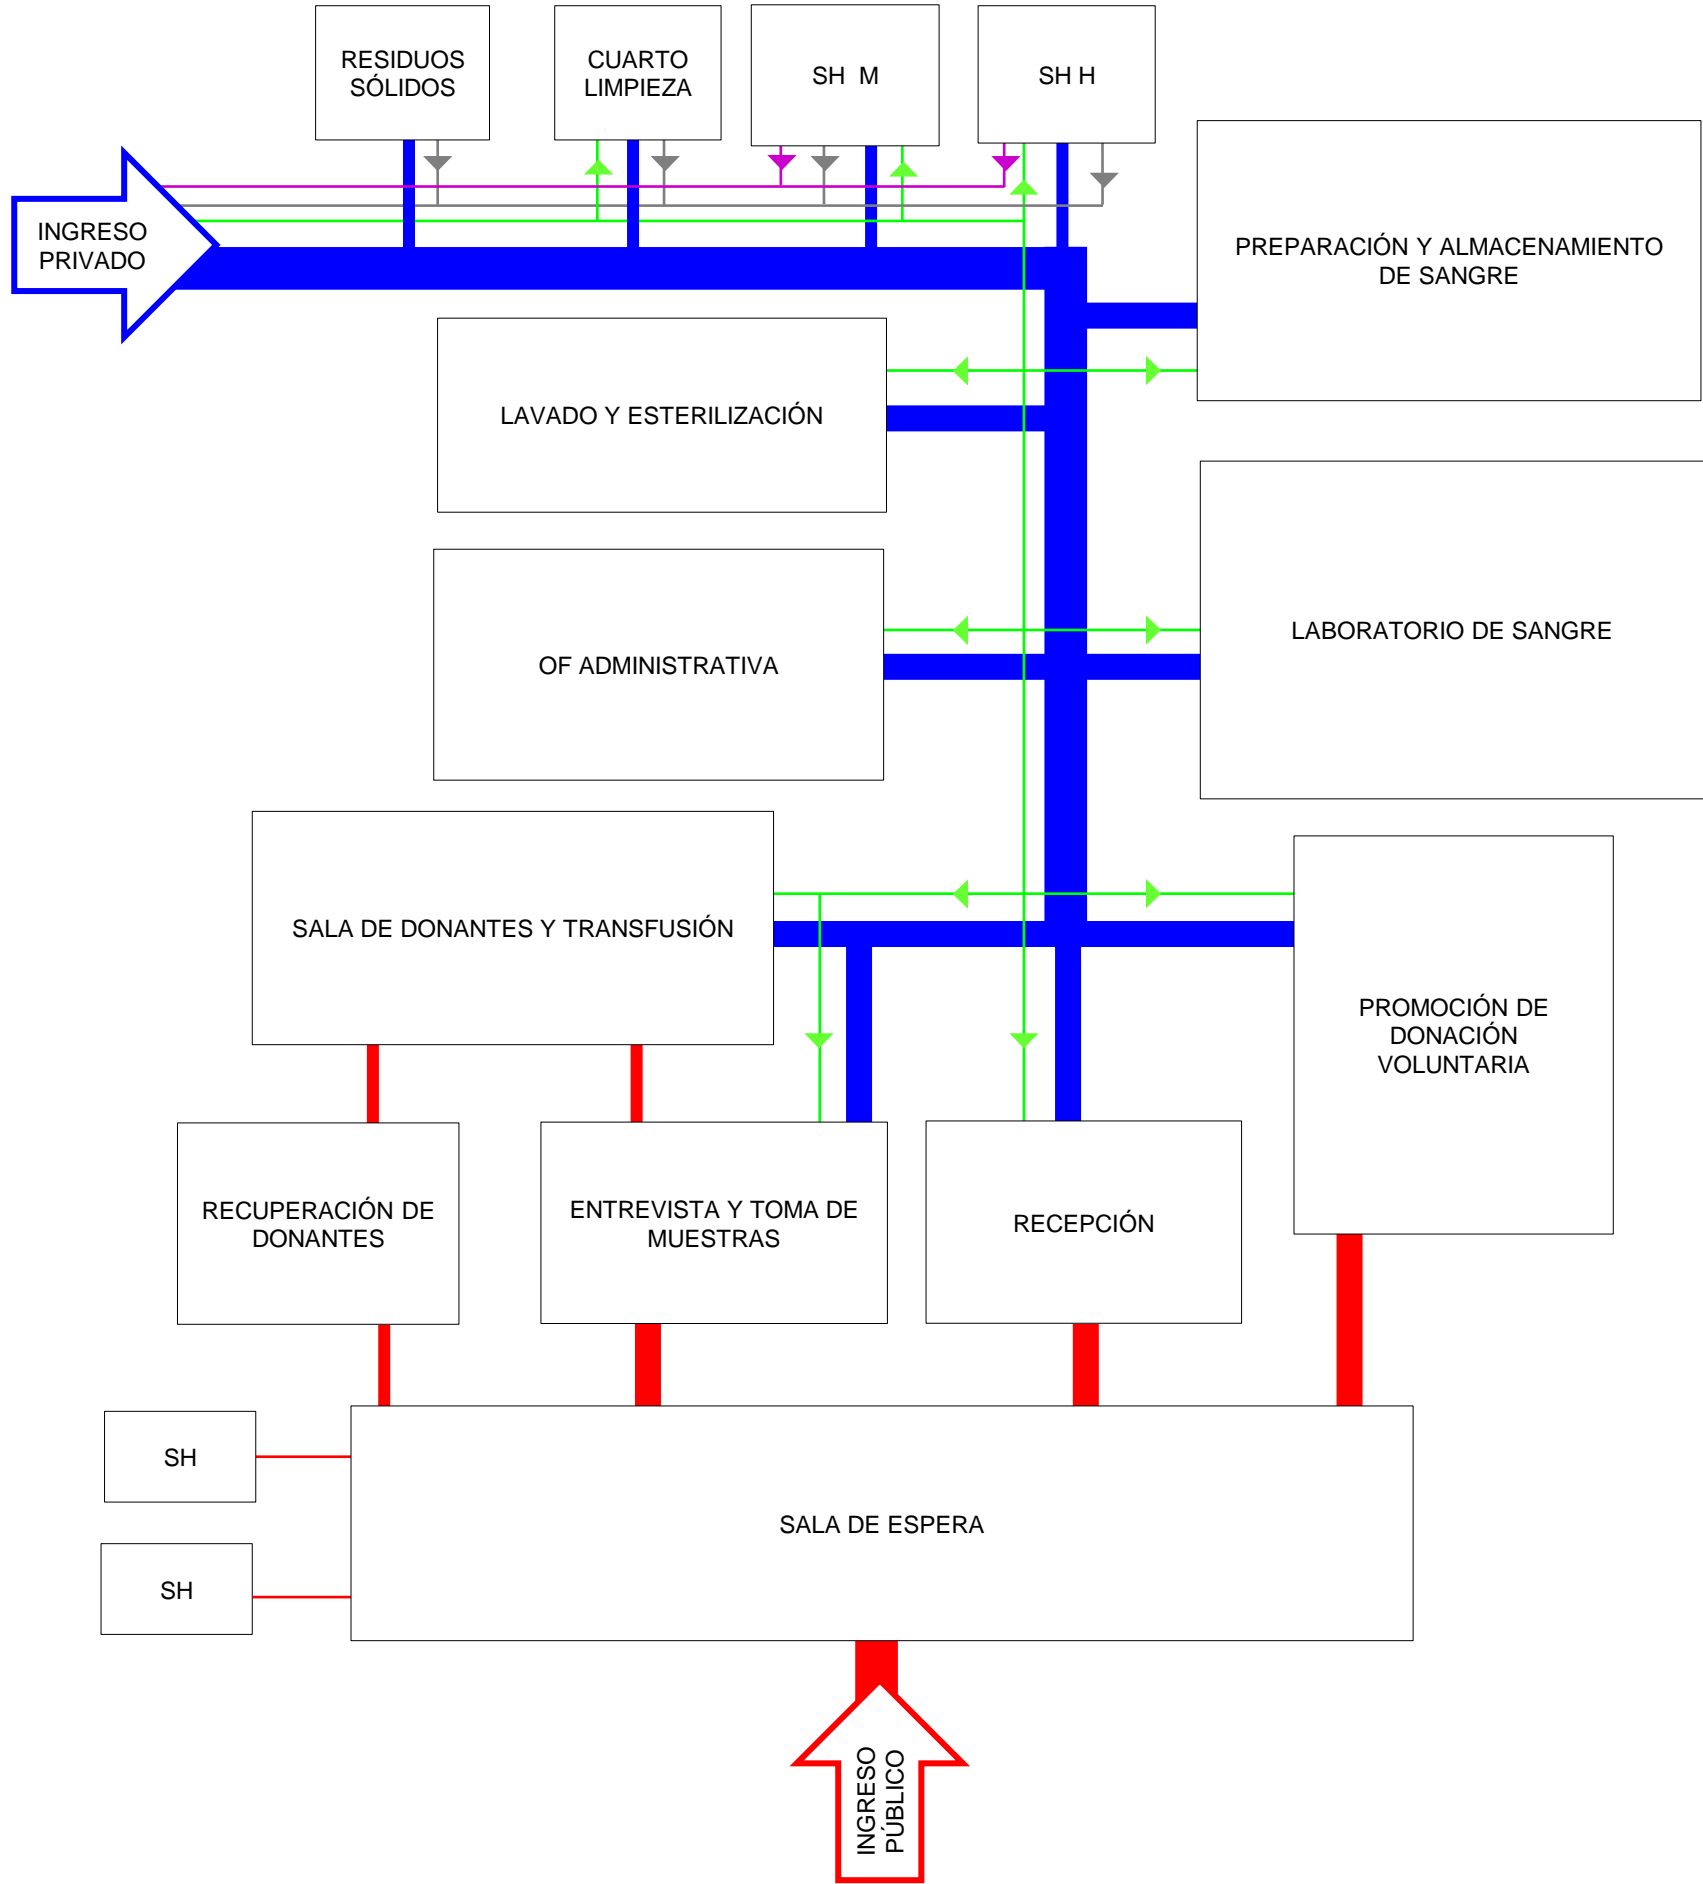 RESIDUOS
SÓLIDOS
CUARTO
LIMPIEZA
SH M
SH H
INGRESO
PRIVADO
PREPARACIÓN Y ALMACENAMIENTO
DE SANGRE
LAVADO Y ESTERILIZACIÓN
OF ADMINISTRATIVA
LABORATORIO DE SANGRE
SALA DE DONANTES Y TRANSFUSIÓN
PROMOCIÓN DE
DONACIÓN
VOLUNTARIA
RECUPERACIÓN DE
DONANTES
ENTREVISTA Y TOMA DE
MUESTRAS
RECEPCIÓN
SH
SH
SALA DE ESPERA
INGRESO
PÚBLICO